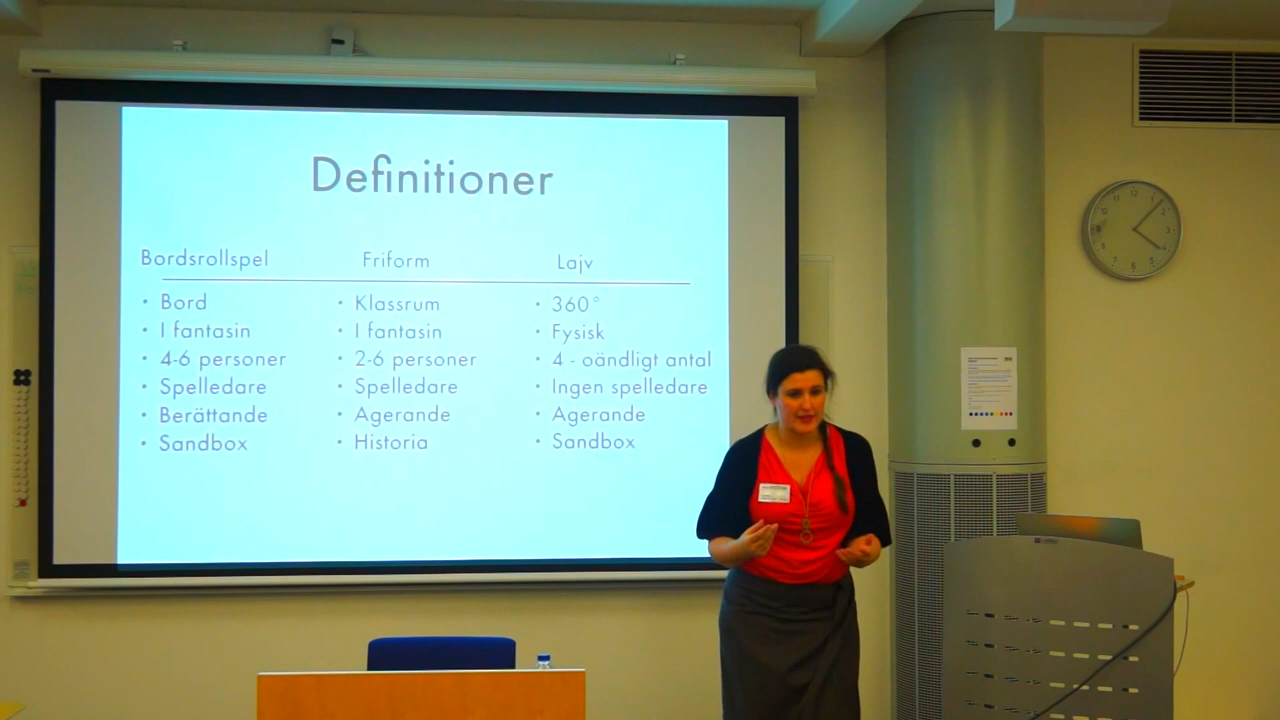 Definitioner
Bordsrollspel Friform Lajv
• Bord • Klassrum • 360°
• I fantasin • I fantasin • Fysisk
• 4-6 personer • 2-6 personer • 4 - oändligt antal
• Spelledare • Spelledare • Ingen spelledare
• Berättande • Agerande • Agerande
• Sandbox • Historia • Sandbox